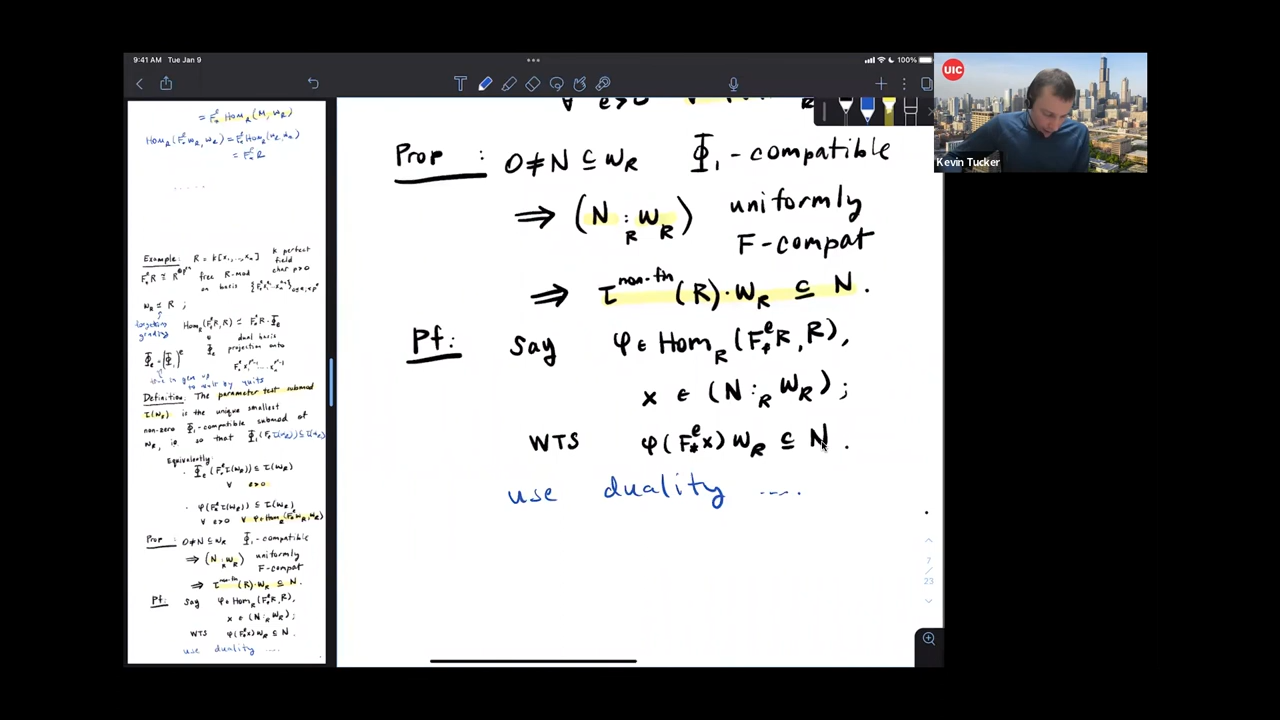 9:41 AM Tue Jan 9
100%
= F^e_* Hom_R(M, ω_R)
Hom_R(F^e_* ω_R, ω_R) = F^e_* Hom_R(ω_R, ω_R)
= F^e_* R
.....
Example: R = k[x_1, ..., x_n] k perfect
field
char p>0
free R-mod
on basis
ω_R ≅ R ;
forgetting
grading
Hom_R(F^e_* R, R) ≅ F^e_* R · Φ_e
dual basis
projection onto
Φ_e = (Φ_1)^e
Definition: The parameter test submod
τ(ω_R) is the unique smallest
non-zero Φ_1-compatible submod of
ω_R, i.e. so that Φ_1(F_* τ(ω_R)) ⊆ τ(ω_R)
Equivalently:
· Φ_e(F^e_* τ(ω_R)) ⊆ τ(ω_R)
∀ e>0
· φ(F^e_* τ(ω_R)) ⊆ τ(ω_R)
∀ e>0 ∀ φ∈Hom_R(F^e_* ω_R, ω_R)
Prop : 0≠N ⊆ ω_R Φ_1-compatible
⇒ (N :_R ω_R) uniformly
F-compat
⇒ τ^{non-fin}(R)·ω_R ⊆ N.
Pf: Say φ ∈ Hom_R(F^e_* R, R),
x ∈ (N :_R ω_R);
WTS φ(F^e_* x) ω_R ⊆ N.
use duality ....
∀ e>0
Prop : 0≠N ⊆ ω_R Φ_1-compatible
⇒ (N :_R ω_R) uniformly
F-compat
⇒ τ^{non-fin}(R)·ω_R ⊆ N.
Pf: Say φ ∈ Hom_R(F^e_* R, R),
x ∈ (N :_R ω_R);
WTS φ(F^e_* x) ω_R ⊆ N.
use duality ....
7
/
23
UIC
Kevin Tucker